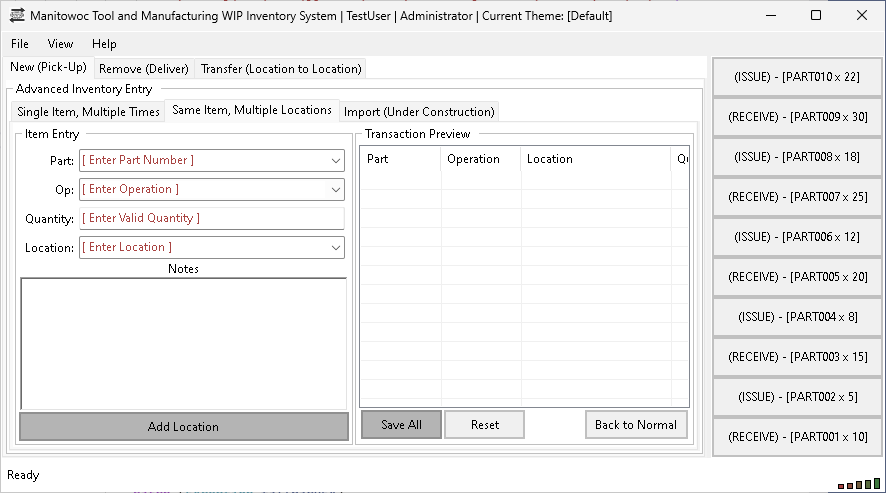 Manitowoc Tool and Manufacturing WIP Inventory System | TestUser | Administrator | Current Theme: [Default]
File View Help
New (Pick-Up) Remove (Deliver) Transfer (Location to Location)
Advanced Inventory Entry
Single Item, Multiple Times Same Item, Multiple Locations Import (Under Construction)
Item Entry
Part: [ Enter Part Number ]
Op: [ Enter Operation ]
Quantity: [ Enter Valid Quantity ]
Location: [ Enter Location ]
Notes
Add Location
Transaction Preview
Part Operation Location
Save All Reset Back to Normal
(ISSUE) - [PART010 x 22]
(RECEIVE) - [PART009 x 30]
(ISSUE) - [PART008 x 18]
(RECEIVE) - [PART007 x 25]
(ISSUE) - [PART006 x 12]
(RECEIVE) - [PART005 x 20]
(ISSUE) - [PART004 x 8]
(RECEIVE) - [PART003 x 15]
(ISSUE) - [PART002 x 5]
(RECEIVE) - [PART001 x 10]
Ready